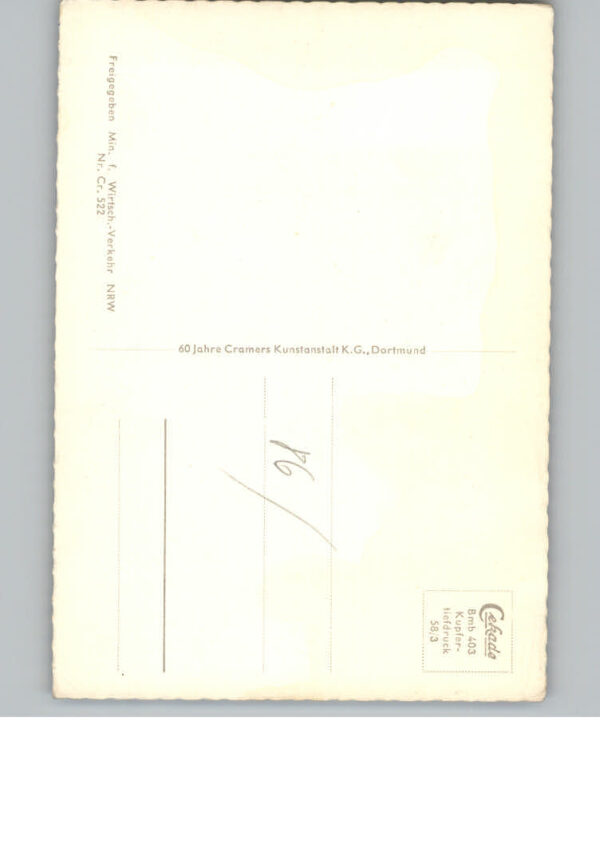 Freigegeben Min. f. Wirtsch.-Verkehr NRW
Nr. Cr. 522
60 Jahre Cramers Kunstanstalt K.G., Dortmund
Cekade
Bmb 403
Kupfer-
tiefdruck
58/3